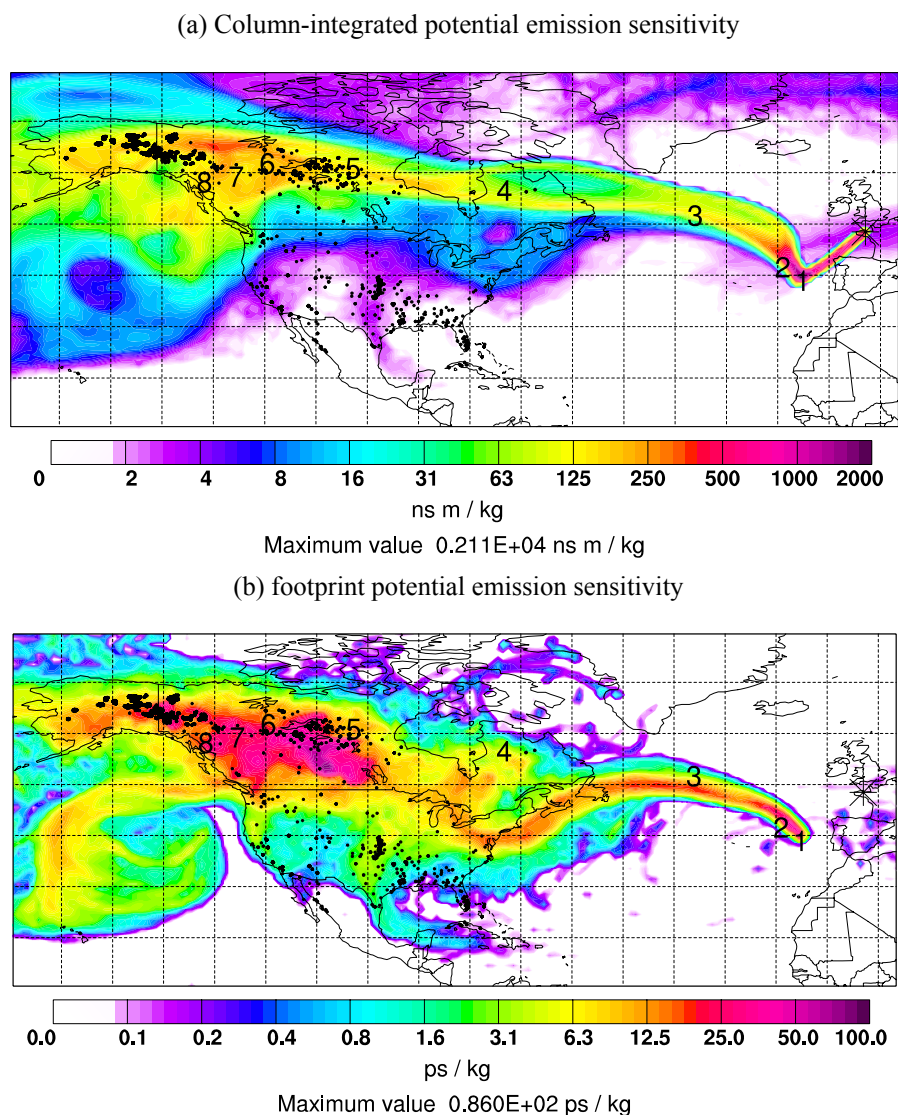 (a) Column-integrated potential emission sensitivity
8 7 6 5 4 3 2 1
0 2 4 8 16 31 63 125 250 500 1000 2000
ns m / kg
Maximum value 0.211E+04 ns m / kg
(b) footprint potential emission sensitivity
8 7 6 5 4 3 2 1
0.0 0.1 0.2 0.4 0.8 1.6 3.1 6.3 12.5 25.0 50.0 100.0
ps / kg
Maximum value 0.860E+02 ps / kg